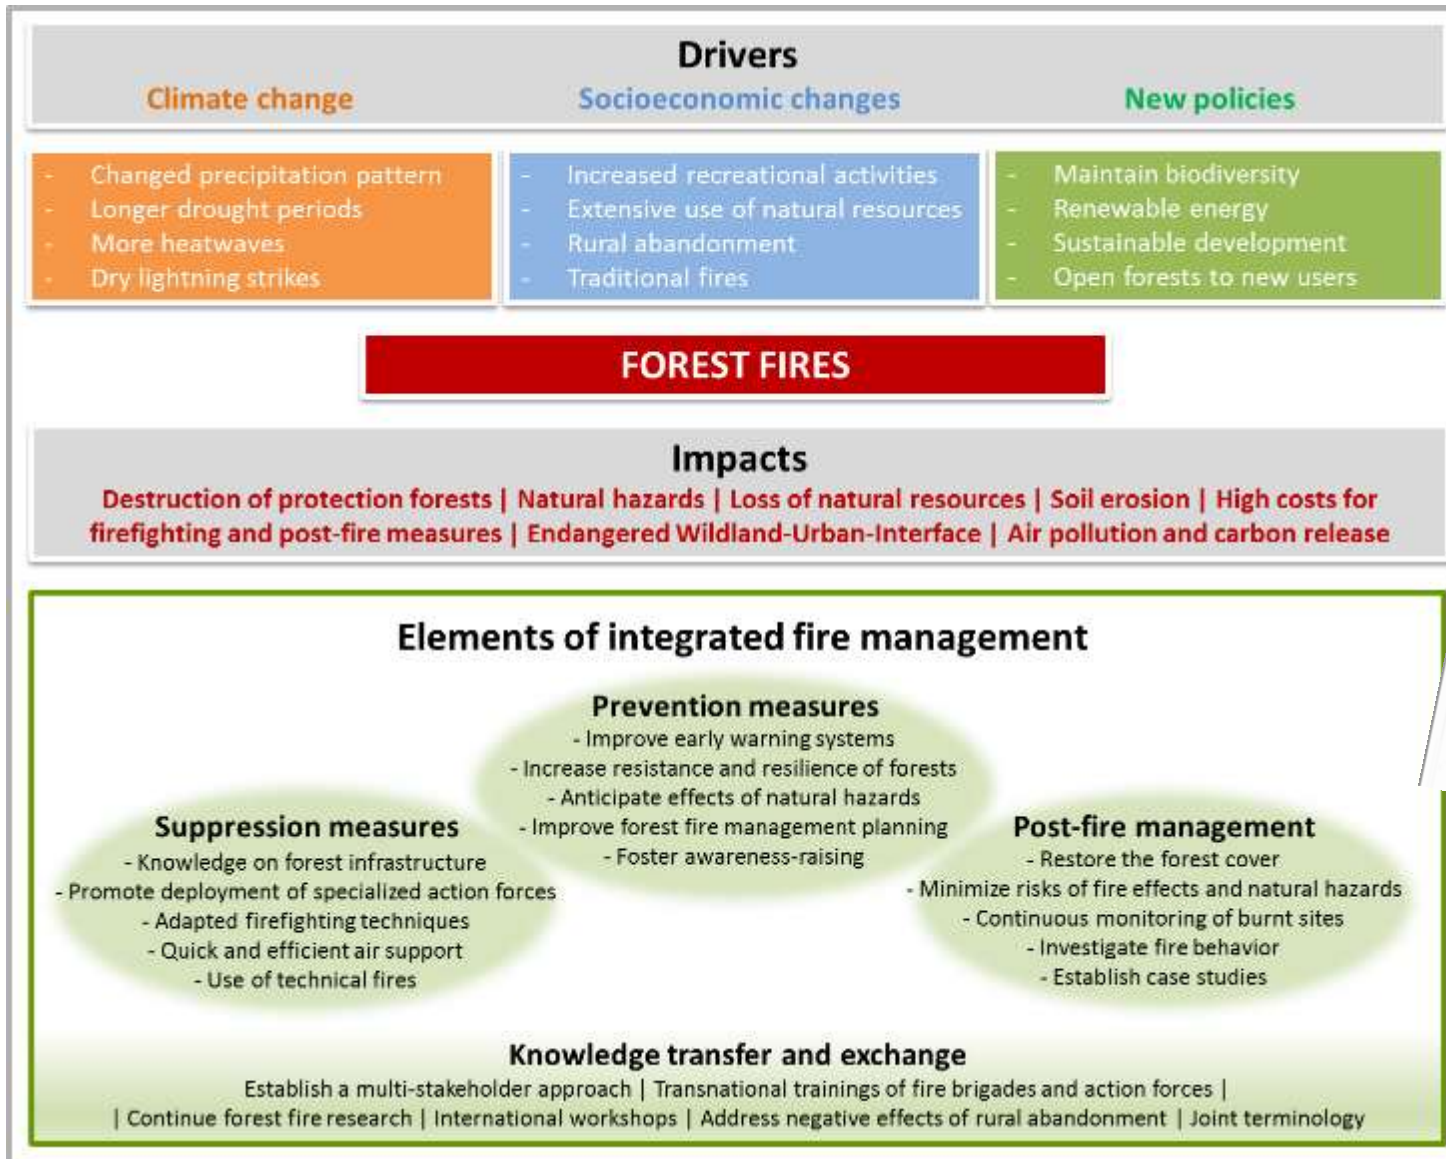 Drivers
Climate change Socioeconomic changes New policies
- Changed precipitation pattern
- Longer drought periods
- More heatwaves
- Dry lightning strikes
- Increased recreational activities
- Extensive use of natural resources
- Rural abandonment
- Traditional fires
- Maintain biodiversity
- Renewable energy
- Sustainable development
- Open forests to new users
FOREST FIRES
Impacts
Destruction of protection forests | Natural hazards | Loss of natural resources | Soil erosion | High costs for
firefighting and post-fire measures | Endangered Wildland-Urban-Interface | Air pollution and carbon release
Elements of integrated fire management
Prevention measures
- Improve early warning systems
- Increase resistance and resilience of forests
- Anticipate effects of natural hazards
- Improve forest fire management planning
- Foster awareness-raising
Suppression measures
- Knowledge on forest infrastructure
- Promote deployment of specialized action forces
- Adapted firefighting techniques
- Quick and efficient air support
- Use of technical fires
Post-fire management
- Restore the forest cover
- Minimize risks of fire effects and natural hazards
- Continuous monitoring of burnt sites
- Investigate fire behavior
- Establish case studies
Knowledge transfer and exchange
Establish a multi-stakeholder approach | Transnational trainings of fire brigades and action forces |
| Continue forest fire research | International workshops | Address negative effects of rural abandonment | Joint terminology